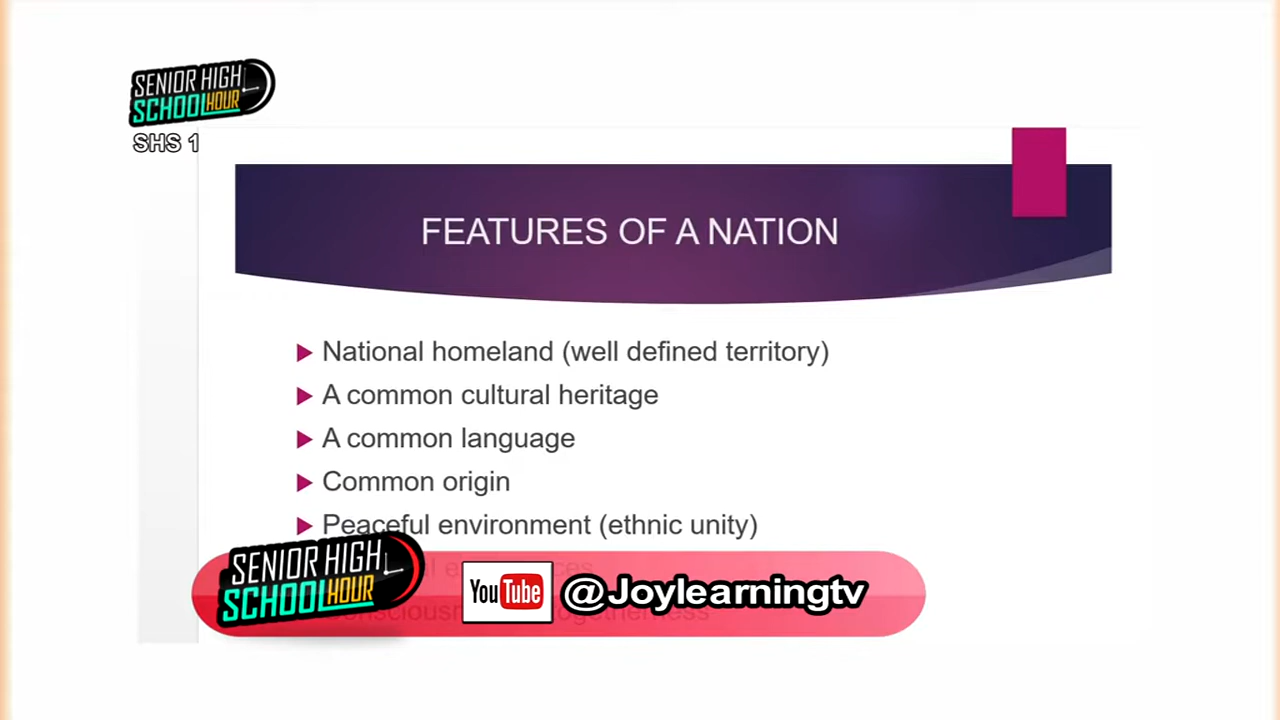 SENIOR HIGH
SCHOOL HOUR
SHS 1
FEATURES OF A NATION
National homeland (well defined territory)
A common cultural heritage
A common language
Common origin
Peaceful environment (ethnic unity)
SENIOR HIGH
SCHOOL HOUR
YouTube @Joylearningtv